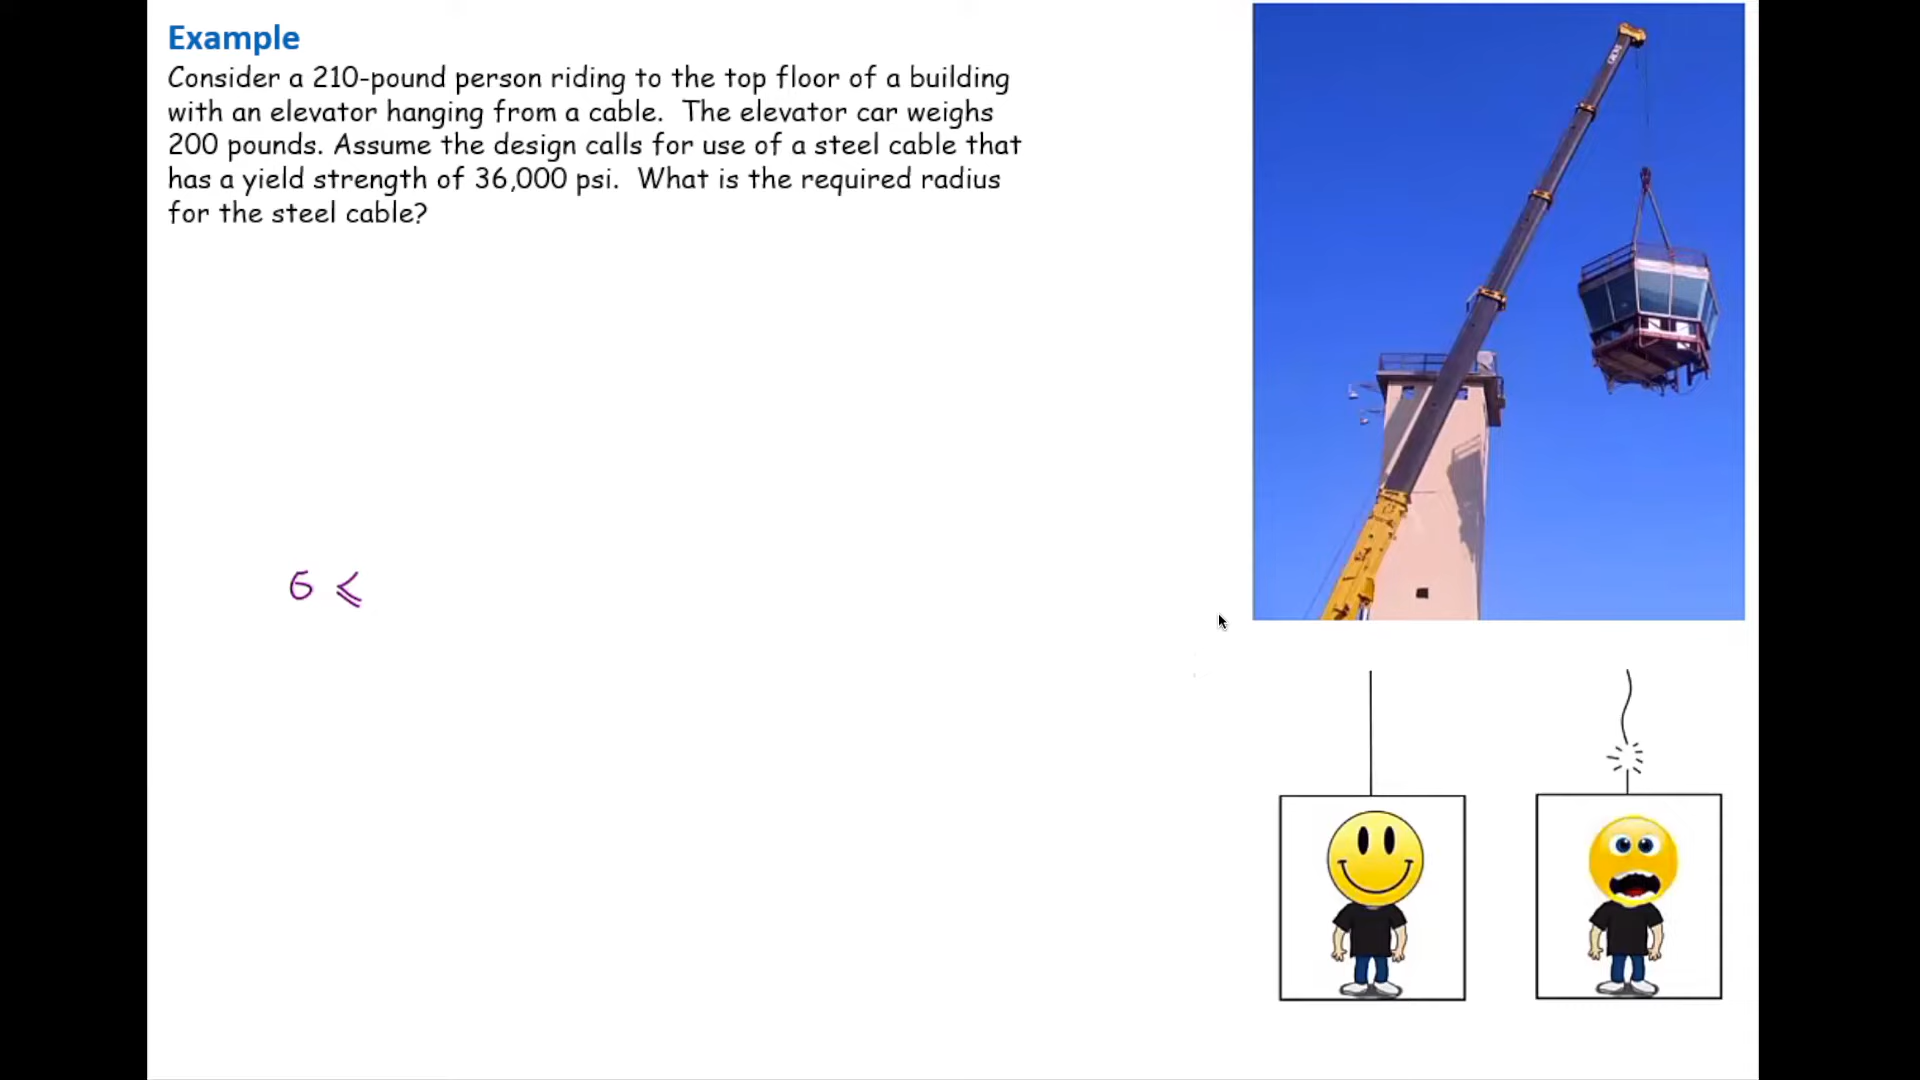 Example
Consider a 210-pound person riding to the top floor of a building
with an elevator hanging from a cable.  The elevator car weighs
200 pounds. Assume the design calls for use of a steel cable that
has a yield strength of 36,000 psi.  What is the required radius
for the steel cable?
σ ⩽